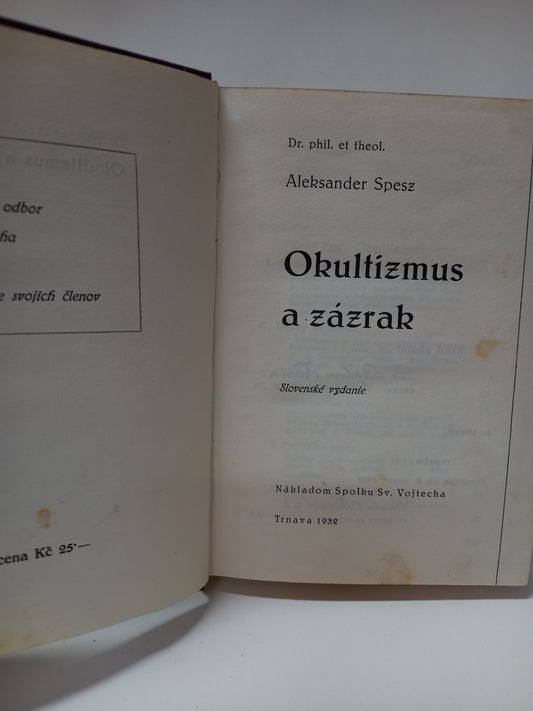 odbor
fia
svojich členov
cena Kč 25·—
Dr. phil. et theol.
Aleksander Spesz
Okultizmus
a zázrak
Slovenské vydanie
Nákladom Spolku Sv. Vojtecha
Trnava 1932